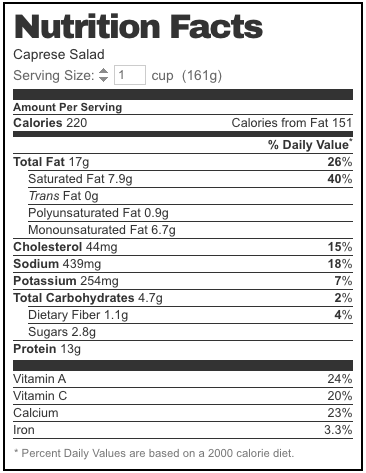 Nutrition Facts
Caprese Salad
Serving Size: 1 cup (161g)
Amount Per Serving
Calories 220 Calories from Fat 151
% Daily Value*
Total Fat 17g 26%
Saturated Fat 7.9g 40%
Trans Fat 0g
Polyunsaturated Fat 0.9g
Monounsaturated Fat 6.7g
Cholesterol 44mg 15%
Sodium 439mg 18%
Potassium 254mg 7%
Total Carbohydrates 4.7g 2%
Dietary Fiber 1.1g 4%
Sugars 2.8g
Protein 13g
Vitamin A 24%
Vitamin C 20%
Calcium 23%
Iron 3.3%
* Percent Daily Values are based on a 2000 calorie diet.